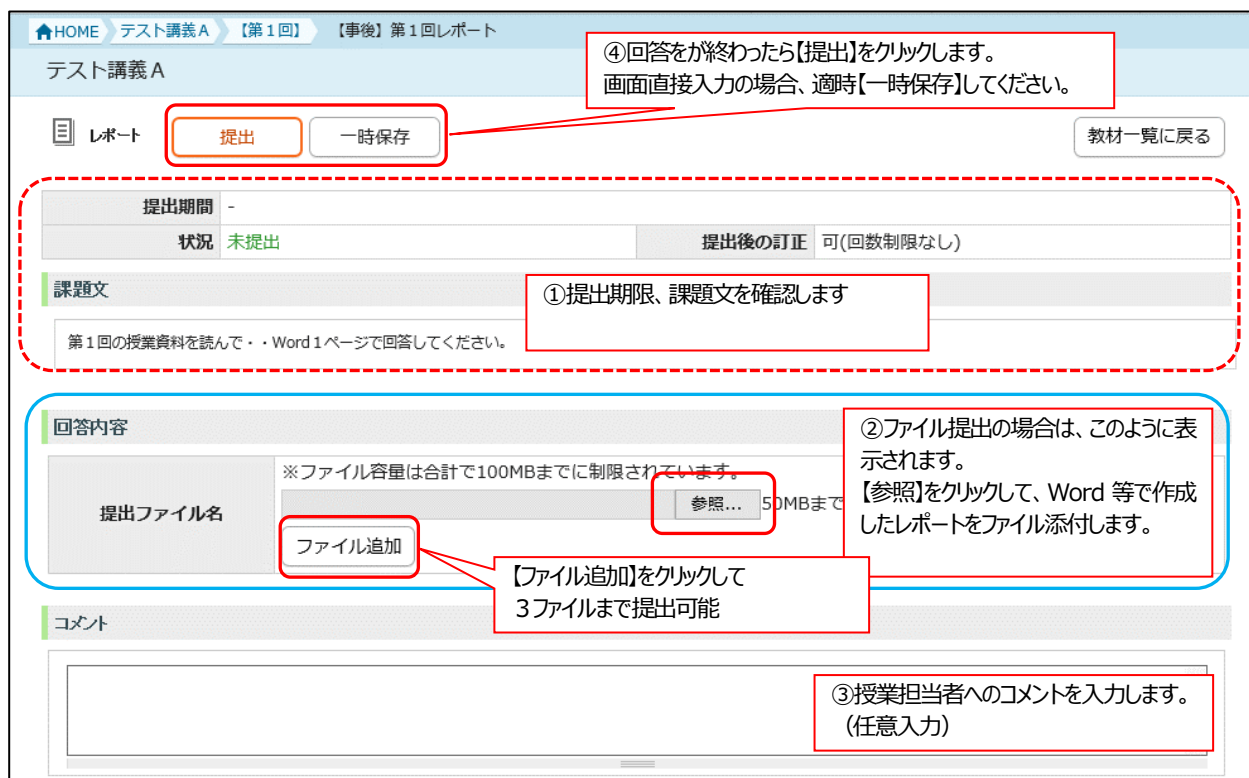 HOME テスト講義A 【第1回】 【事後】第1回レポート
テスト講義A
④回答をが終わったら【提出】をクリックします。
画面直接入力の場合、適時【一時保存】してください。
レポート 提出 一時保存 教材一覧に戻る
提出期間 -
状況 未提出 提出後の訂正 可(回数制限なし)
課題文
①提出期限、課題文を確認します
第1回の授業資料を読んで・・Word1ページで回答してください。
回答内容
②ファイル提出の場合は、このように表
示されます。
【参照】をクリックして、Word 等で作成
したレポートをファイル添付します。
※ファイル容量は合計で100MBまでに制限されています。
提出ファイル名
参照... 50MBまで
ファイル追加
【ファイル追加】をクリックして
3ファイルまで提出可能
コメント
③授業担当者へのコメントを入力します。
（任意入力）